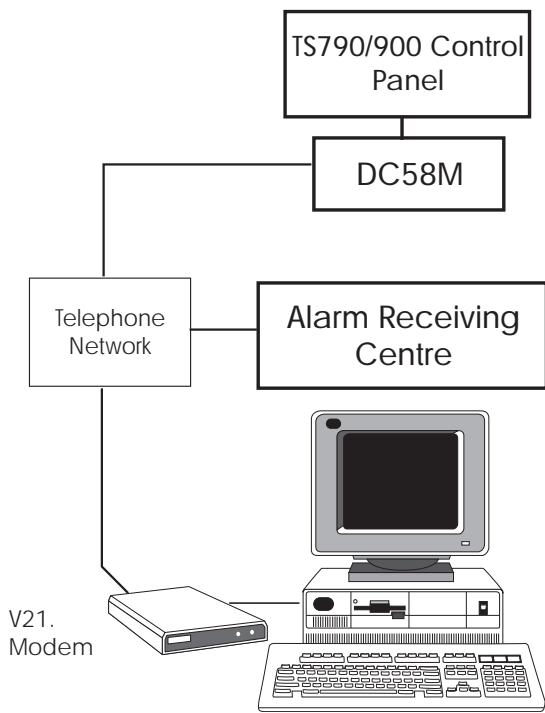 TS790/900 Control
Panel
DC58M
Telephone
Network
Alarm Receiving
Centre
V21.
Modem